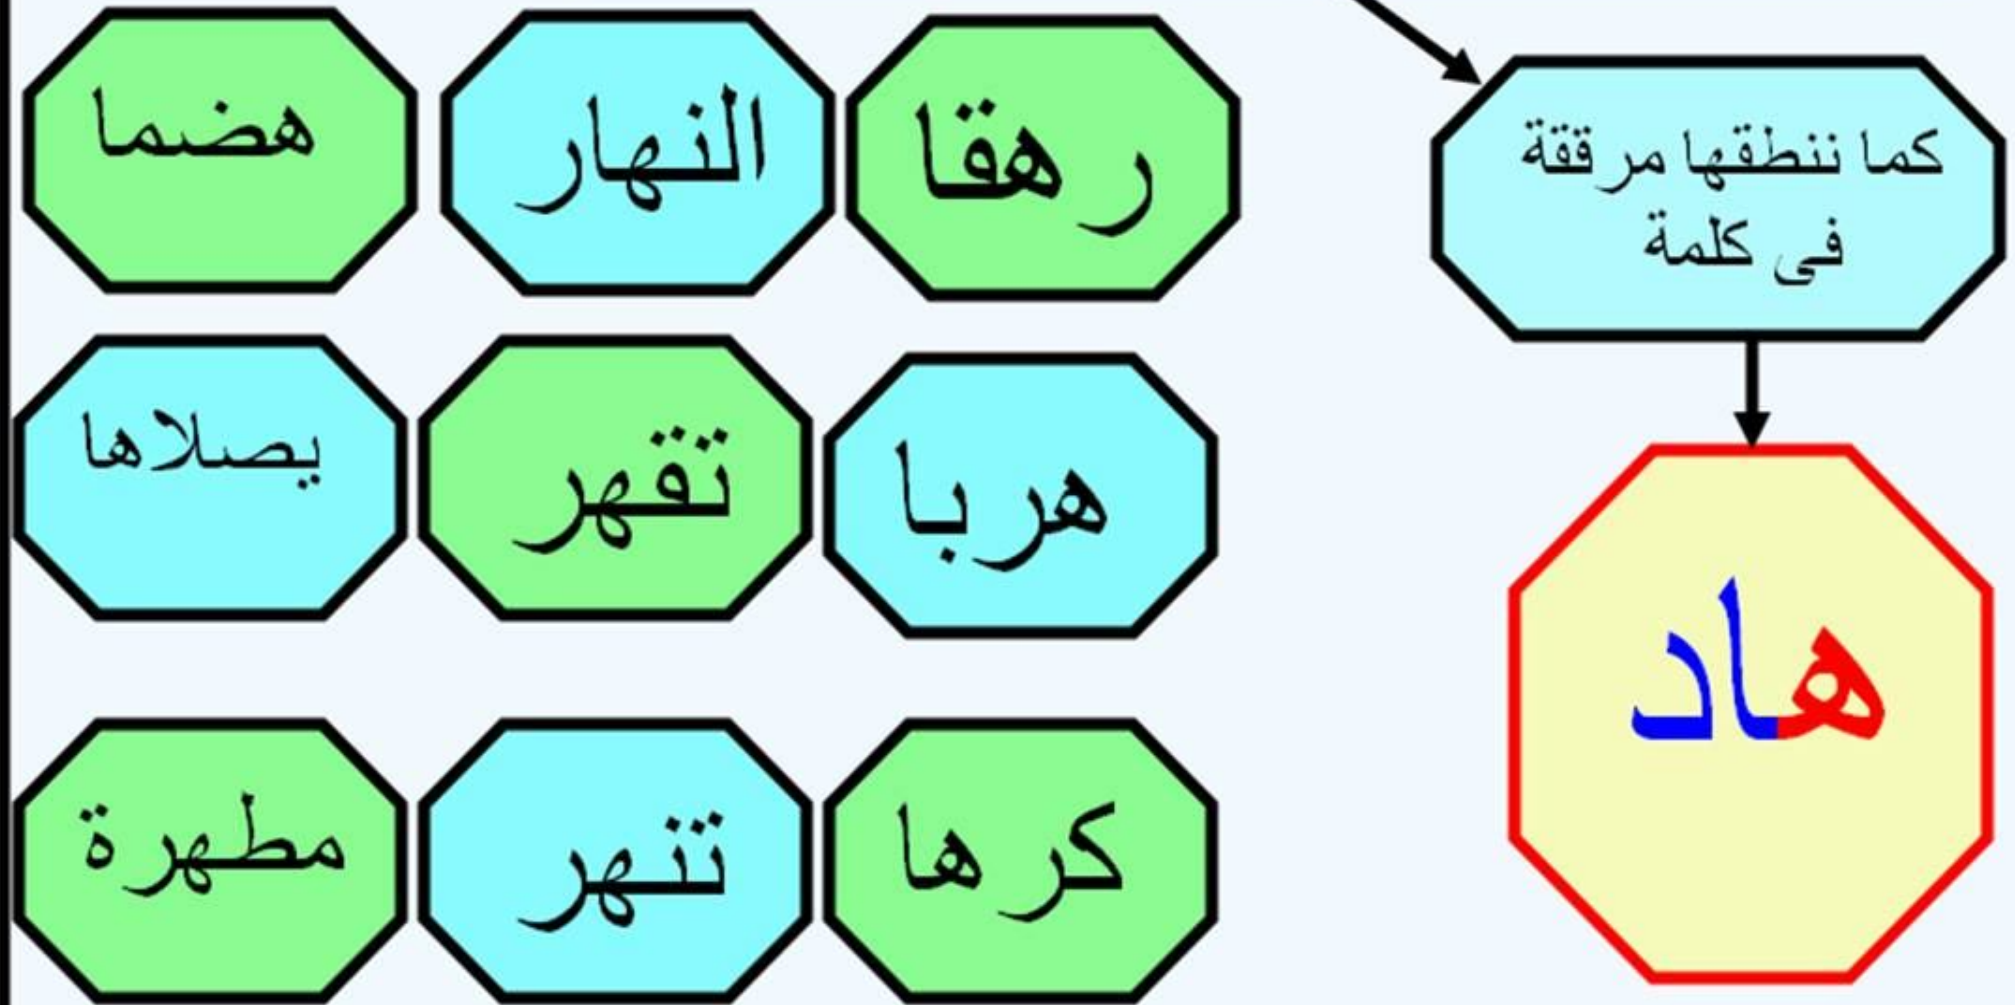 كما ننطقها مرققة
فى كلمة
هاد
رهقا
النهار
هضما
هربا
تقهر
يصلاها
كرها
تنهر
مطهرة